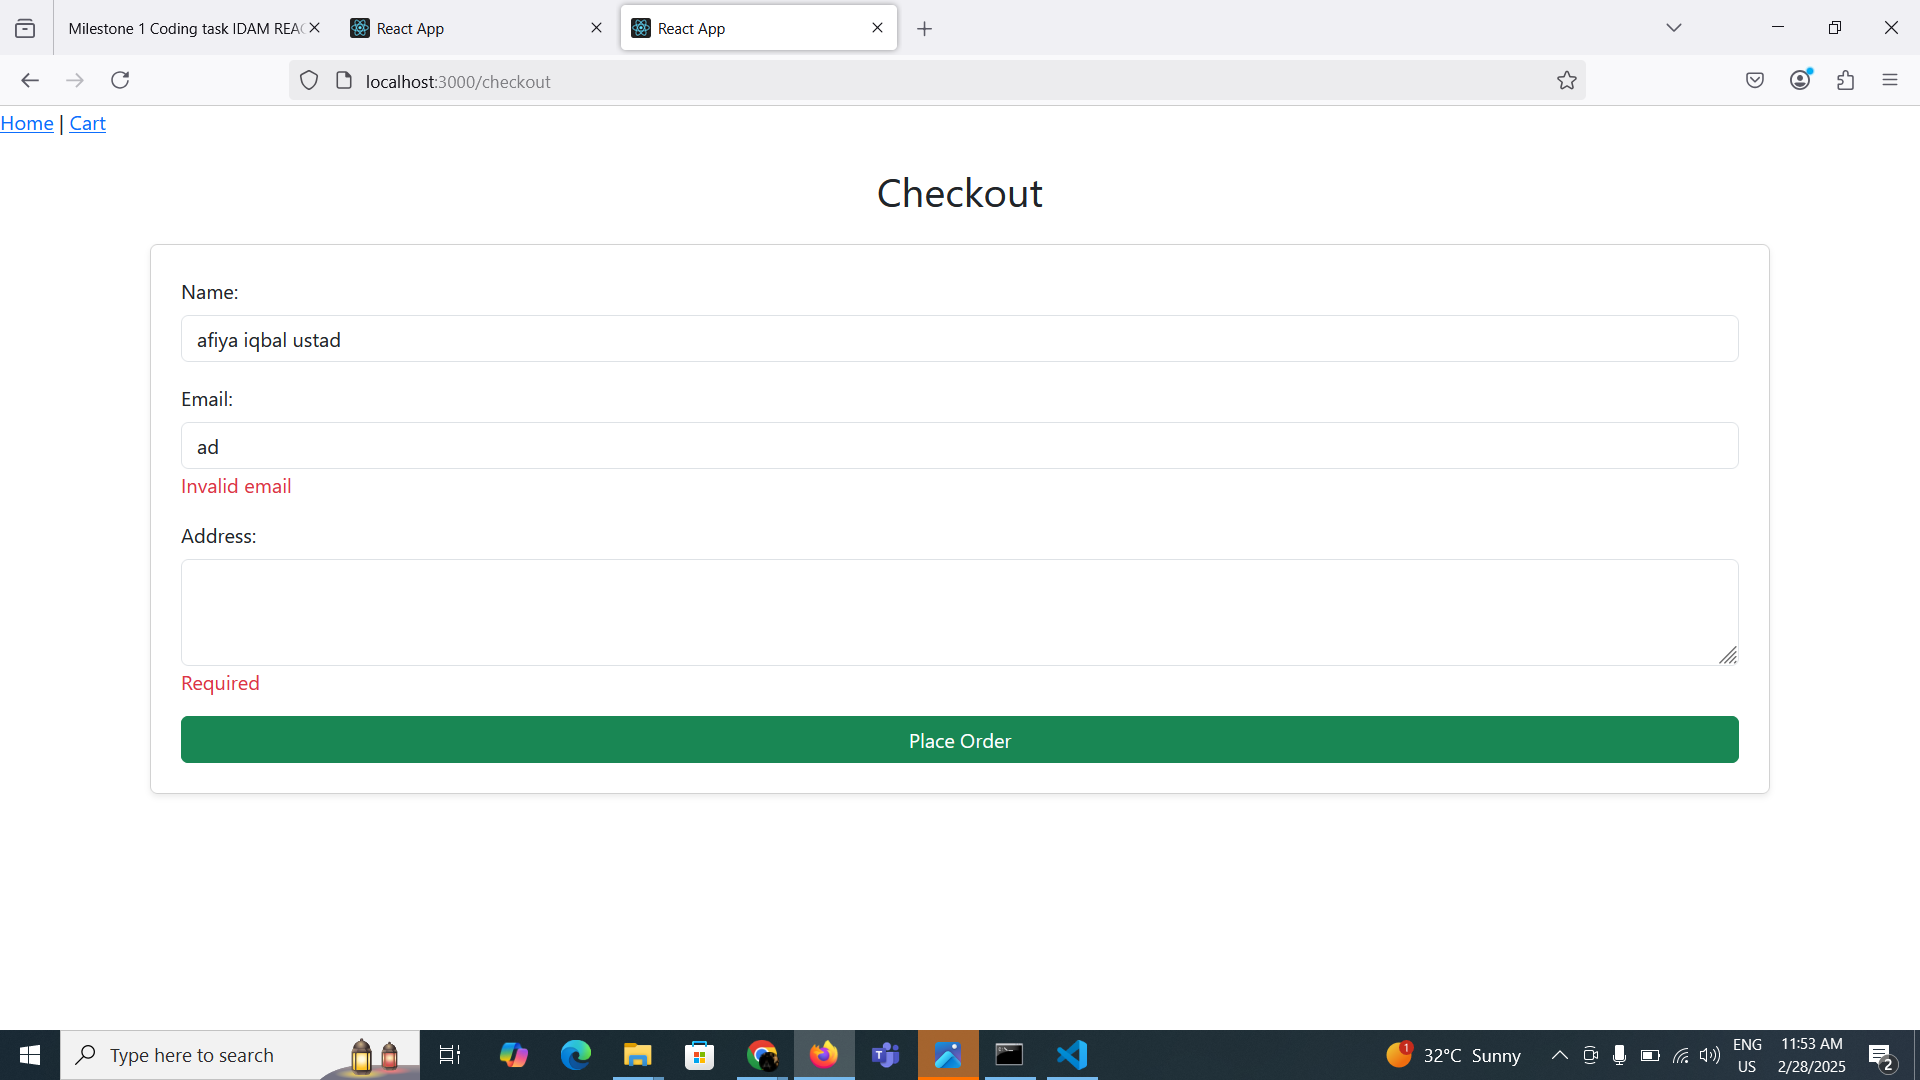 Milestone 1 Coding task IDAM REA
React App
React App
localhost:3000/checkout
Home | Cart
Checkout
Name:
afiya iqbal ustad
Email:
ad
Invalid email
Address:
Required
Place Order
Type here to search
1
32°C Sunny
ENG
US
11:53 AM
2/28/2025
2